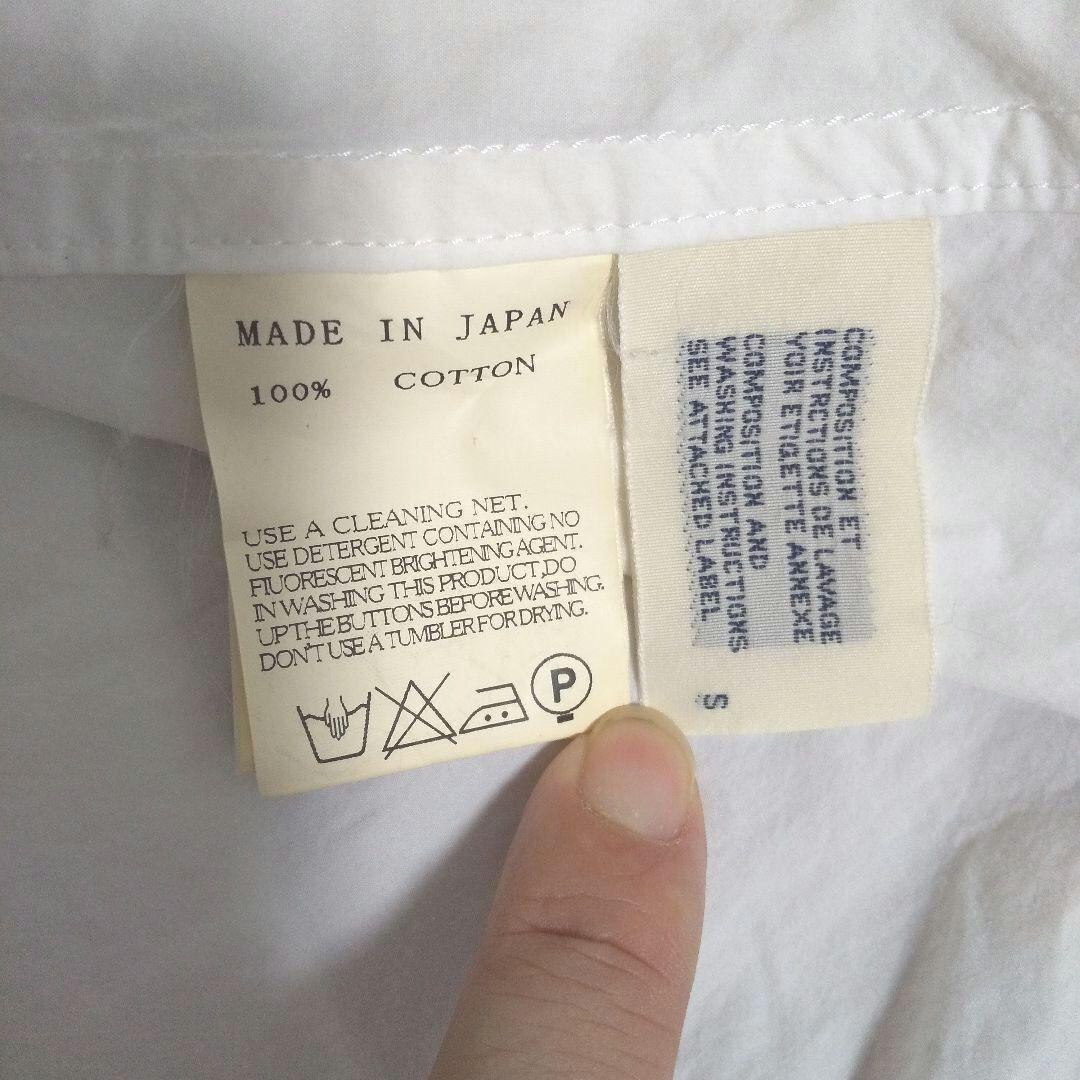 MADE IN JAPAN
100% COTTON
USE A CLEANING NET.
USE DETERGENT CONTAINING NO
FIUORESCENT BRIGHTENING AGENT.
IN WASHING THIS PRODUCT,DO
UP THE BUTTONS BEFORE WASHING.
DON'T USE A TUMBLER FOR DRYING.
P
COMPOSITION ET
INSTRCTIONS DE LAVAGE
VOIR ETIQETTE ANNEXE
COMPOSITION AND
WASHING INSTRUCTIONS
SEE ATTACHED LABEL
S